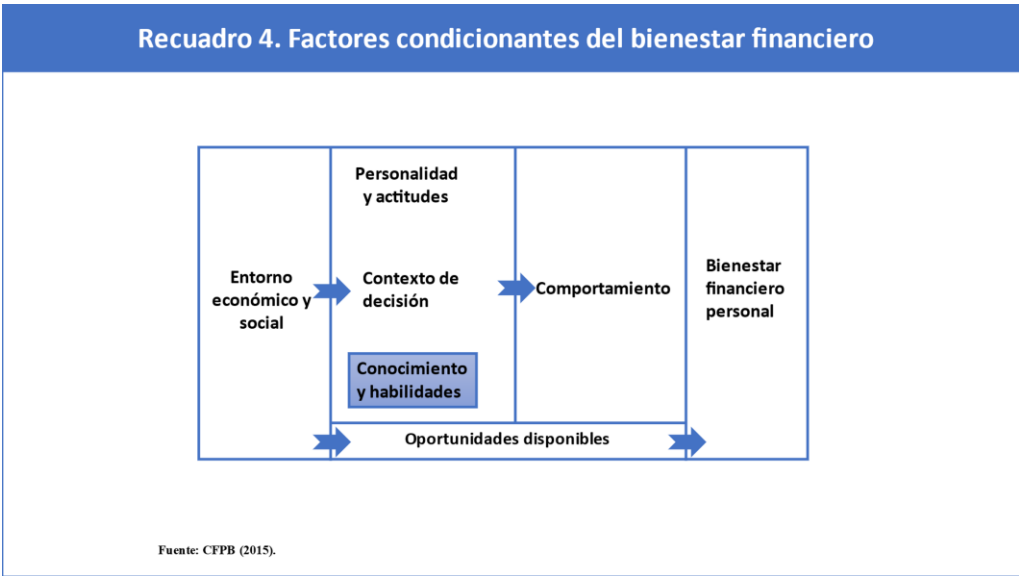 Recuadro 4. Factores condicionantes del bienestar financiero
Entorno
económico y
social
Personalidad
y actitudes
Contexto de
decisión
Conocimiento
y habilidades
Comportamiento
Oportunidades disponibles
Bienestar
financiero
personal
Fuente: CFPB (2015).